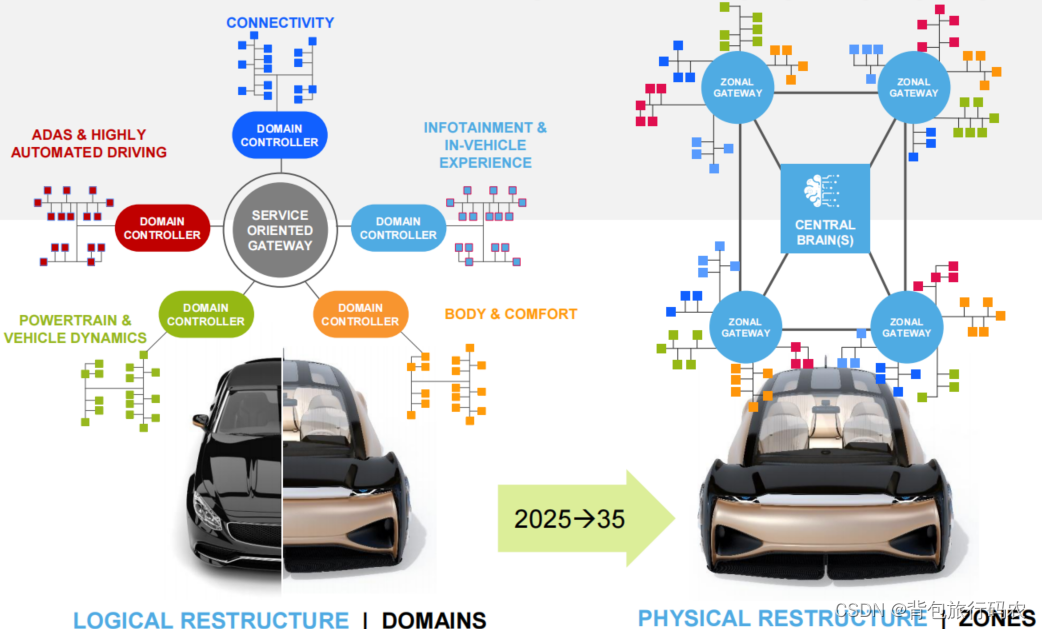 CONNECTIVITY
DOMAIN
CONTROLLER
ADAS & HIGHLY
AUTOMATED DRIVING
DOMAIN
CONTROLLER
INFOTAINMENT &
IN-VEHICLE
EXPERIENCE
DOMAIN
CONTROLLER
SERVICE
ORIENTED
GATEWAY
POWERTRAIN &
VEHICLE DYNAMICS
DOMAIN
CONTROLLER
DOMAIN
CONTROLLER
BODY & COMFORT
LOGICAL RESTRUCTURE | DOMAINS
2025→35
ZONAL
GATEWAY
ZONAL
GATEWAY
CENTRAL
BRAIN(S)
ZONAL
GATEWAY
ZONAL
GATEWAY
PHYSICAL RESTRUCTURE | ZONES
CSDN @背包旅行码农